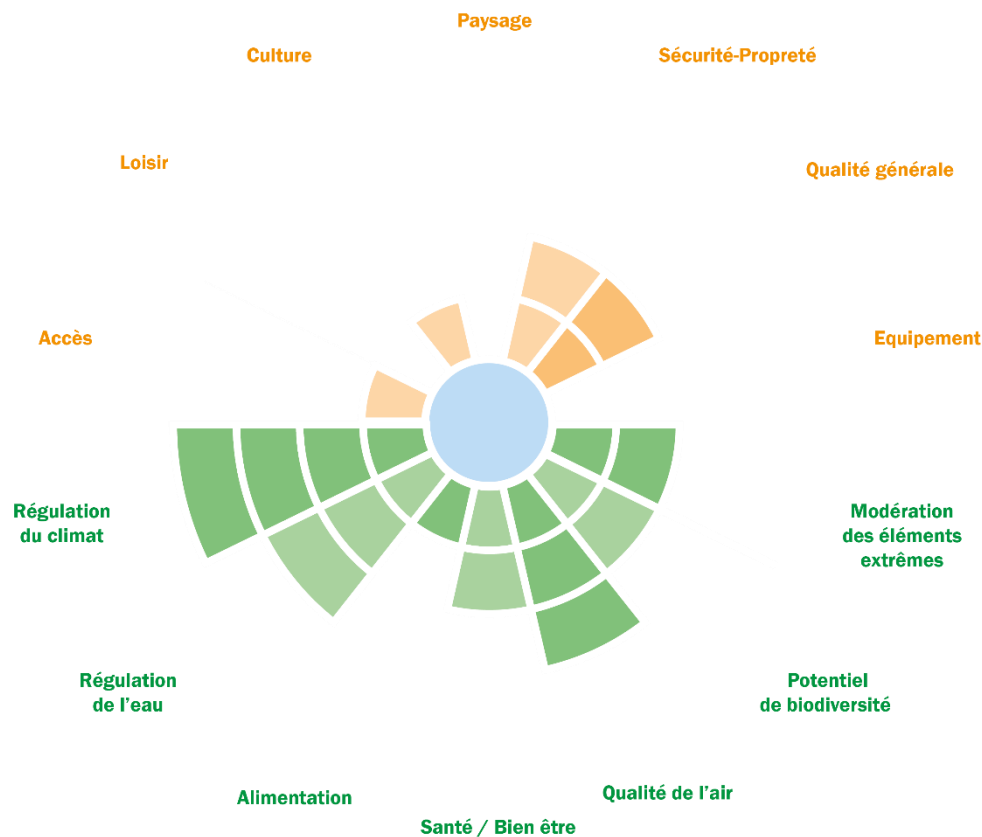 Paysage
Culture
Sécurité-Propreté
Loisir
Qualité générale
Accès
Equipement
Régulation
du climat
Modération
des éléments
extrêmes
Régulation
de l'eau
Potentiel
de biodiversité
Alimentation
Qualité de l'air
Santé / Bien être